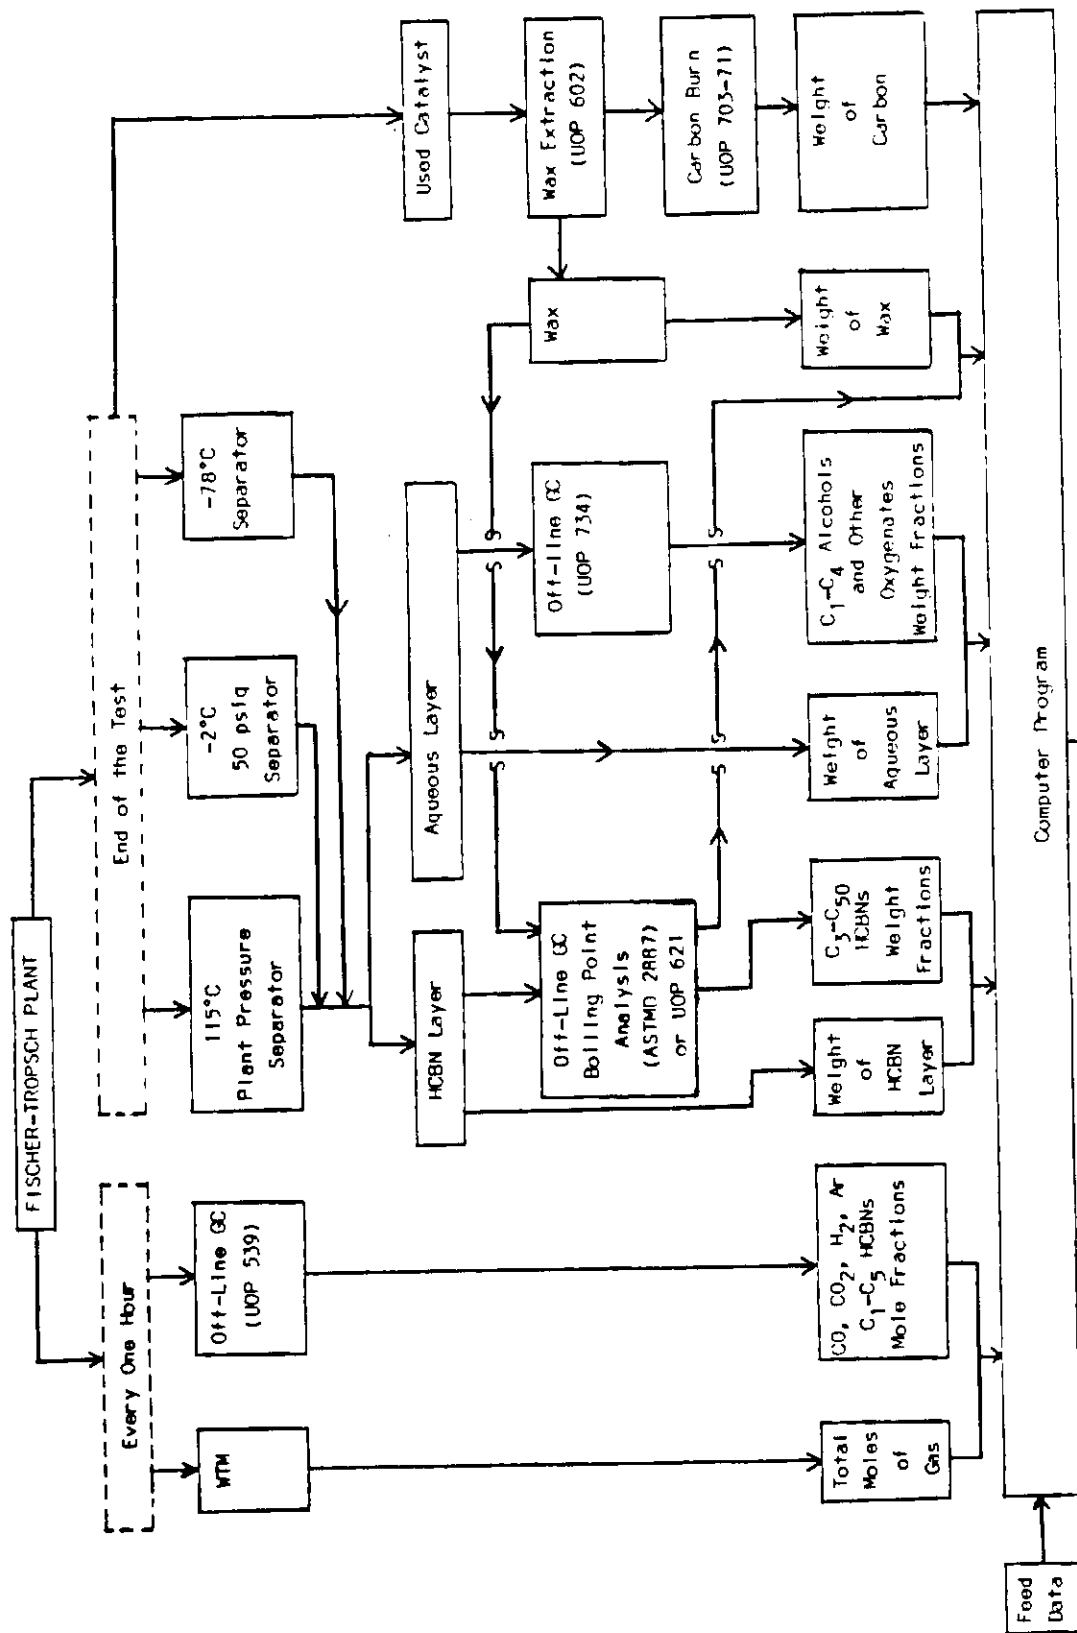 FISCHER-TROPSCH PLANT
Every One Hour
End of the Test
WTM
Off-Line GC
(UOP 539)
115°C
Plant Pressure
Separator
-2°C
50 psig
Separator
-78°C
Separator
HCBN Layer
Aqueous Layer
Used Catalyst
Off-Line GC
Boiling Point
Analysis
(ASTMD 2887)
or UOP 621
Off-Line GC
(UOP 734)
Wax
Wax Extraction
(UOP 602)
Carbon Burn
(UOP 703-71)
Total
Moles
of
Gas
CO, CO2, H2, Ar
C1-C5 HCBNs
Mole Fractions
Weight
of HCBN
Layer
C3-C50
HCBNs
Weight
Fractions
Weight
of
Aqueous
Layer
C1-C4 Alcohols
and Other
Oxygenates
Weight Fractions
Weight
of
Wax
Weight
of
Carbon
Feed
Data
Computer Program